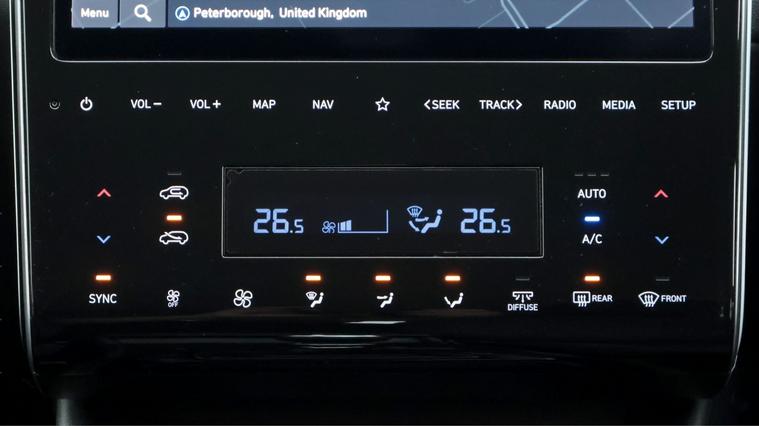 Menu Peterborough, United Kingdom
VOL− VOL+ MAP NAV <SEEK TRACK> RADIO MEDIA SETUP
AUTO
26.5 26.5
A/C
SYNC OFF DIFFUSE REAR FRONT